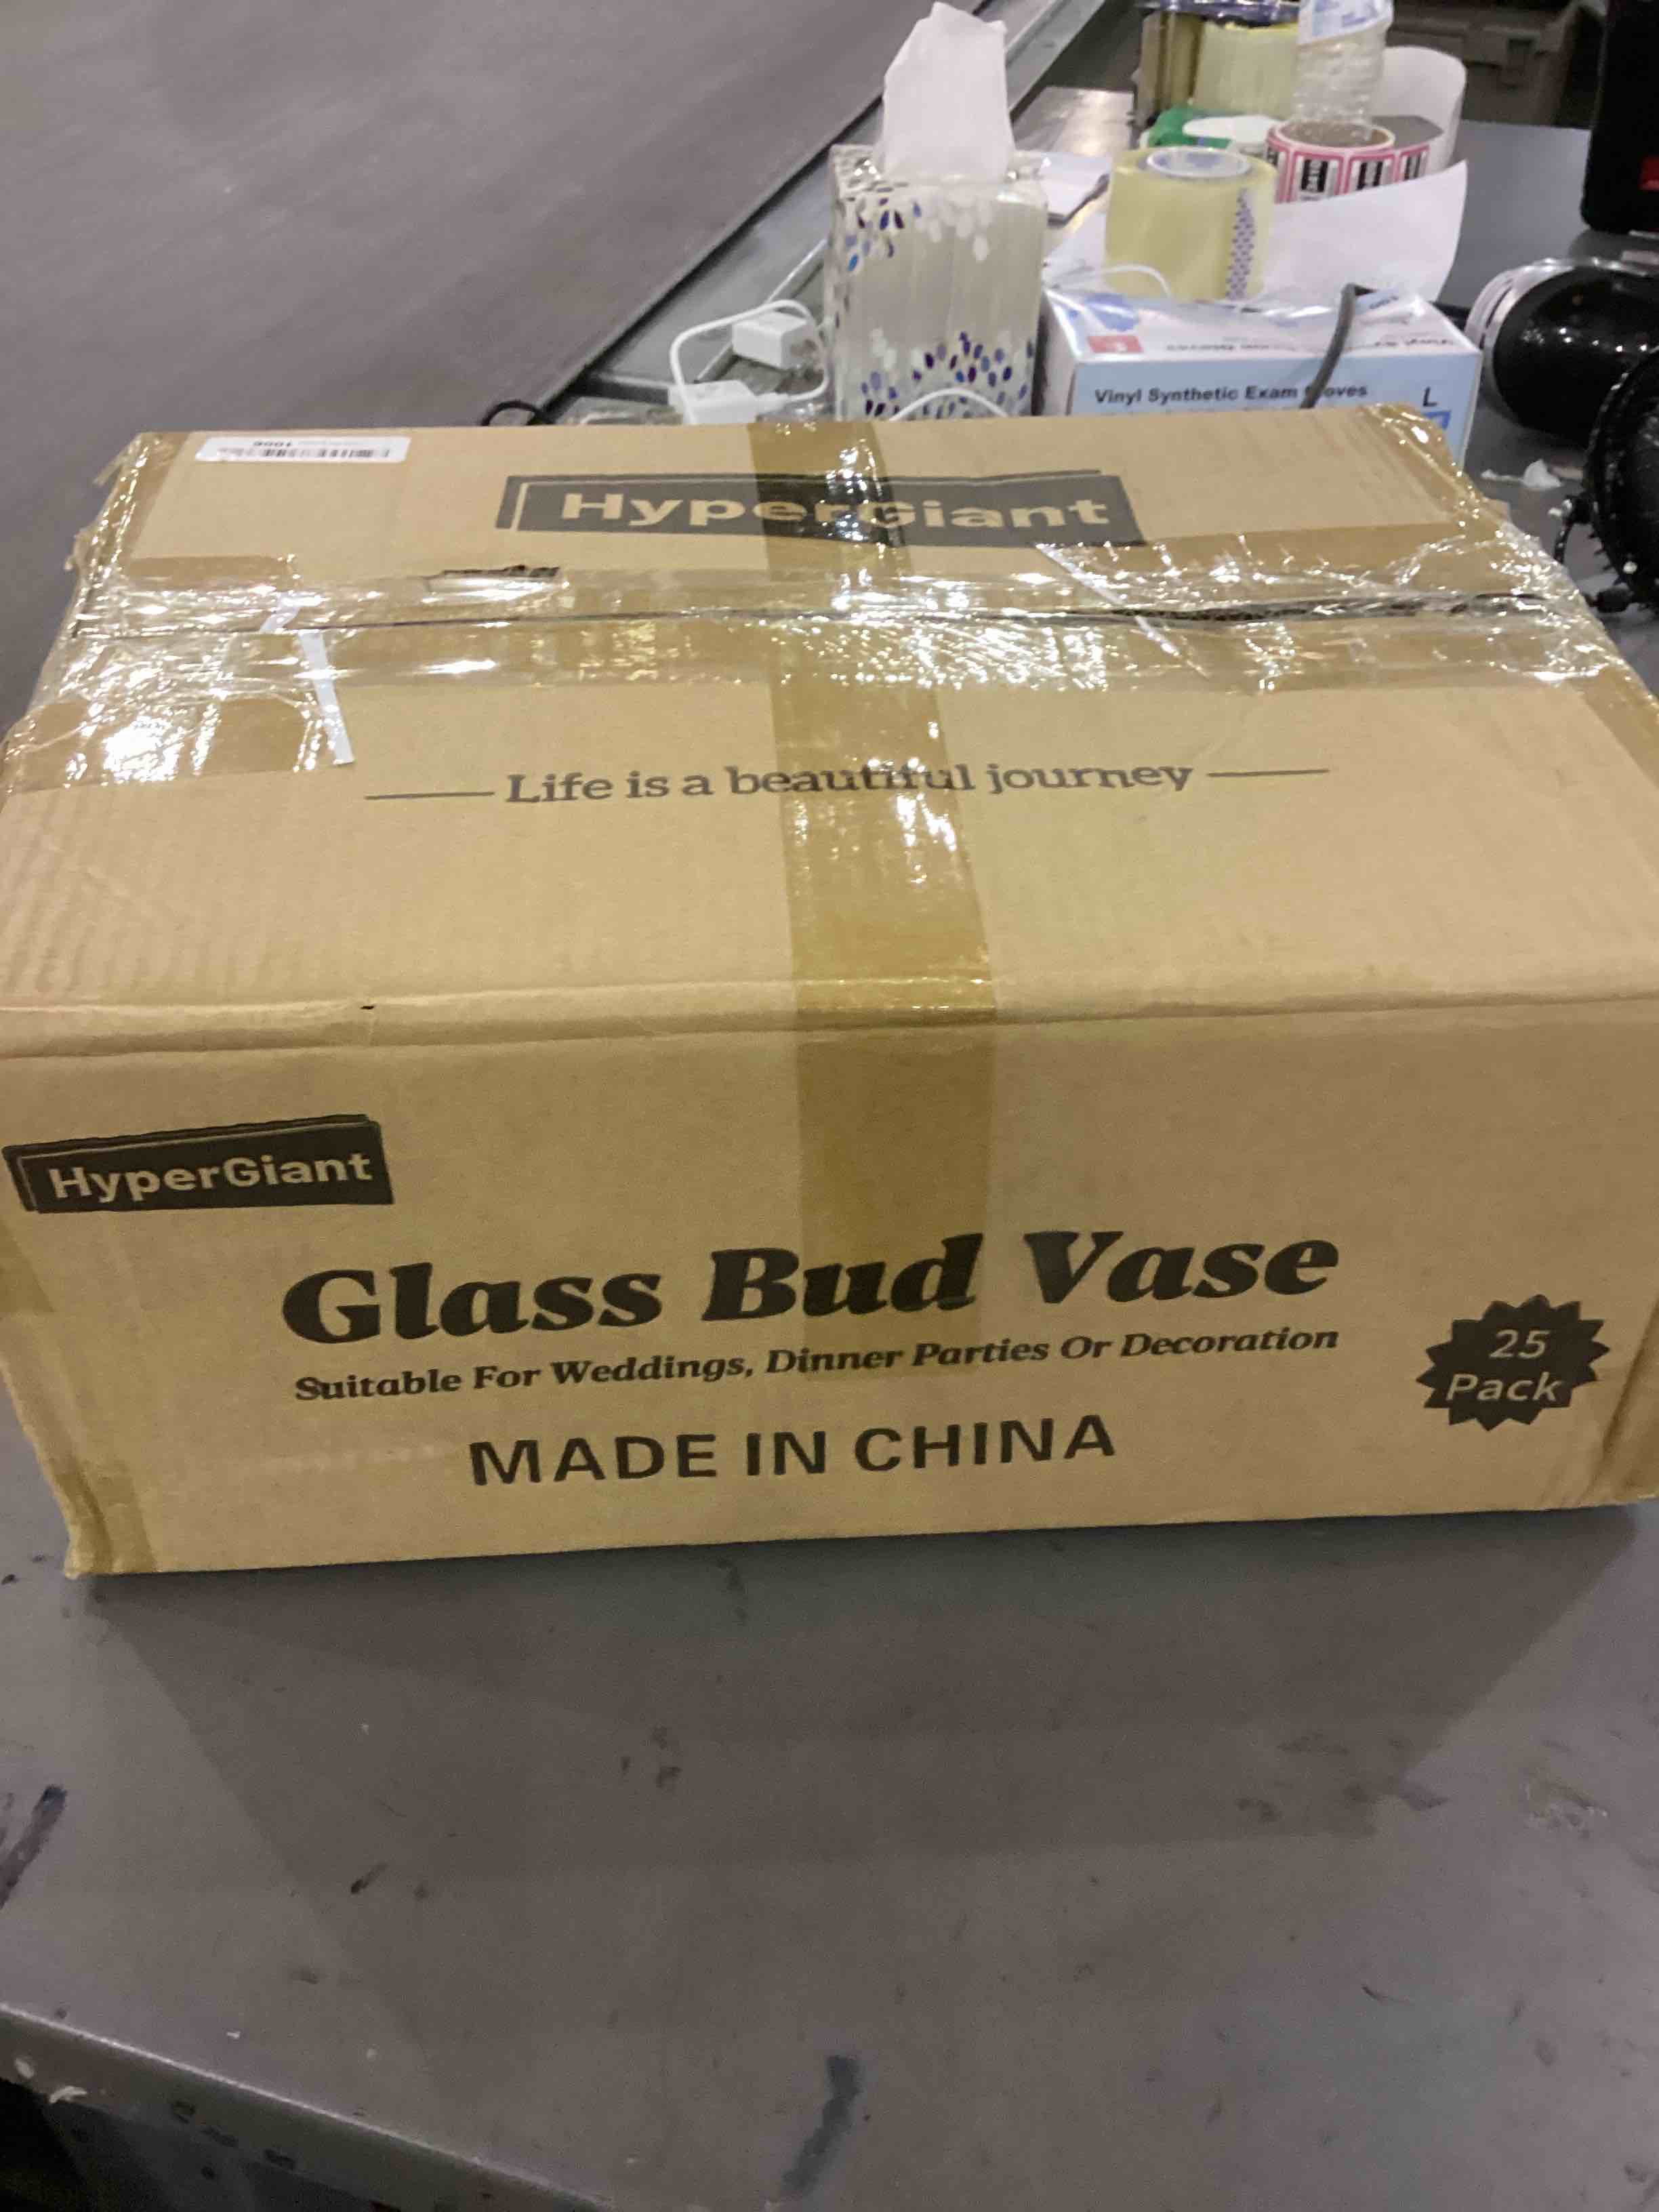 Vinyl Synthetic Exam Gloves
L
HyperGiant
Life is a beautiful journey
HyperGiant
Glass Bud Vase
Suitable For Weddings, Dinner Parties Or Decoration
25
Pack
MADE IN CHINA